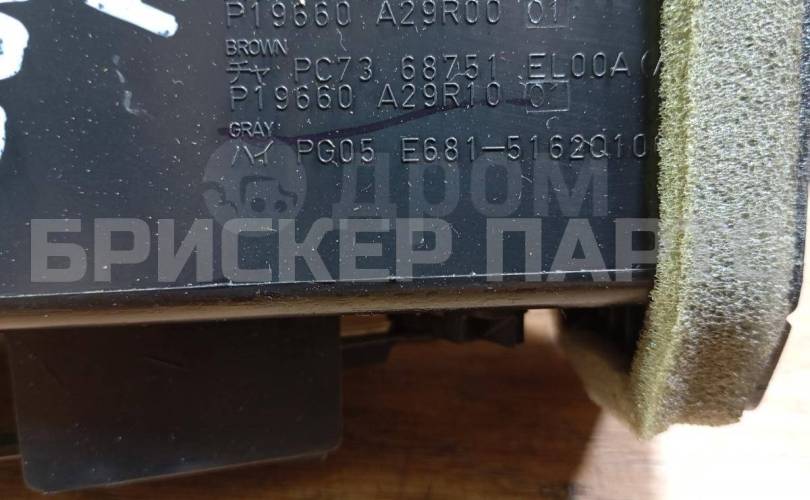 P19660 A29R00 01
BROWN
チャ PC73 68751 EL00A(
P19660 A29R10 01
GRAY
ハイ PG05 E681-5162Q10
ДРОМ
БРИСКЕР ПАРТС